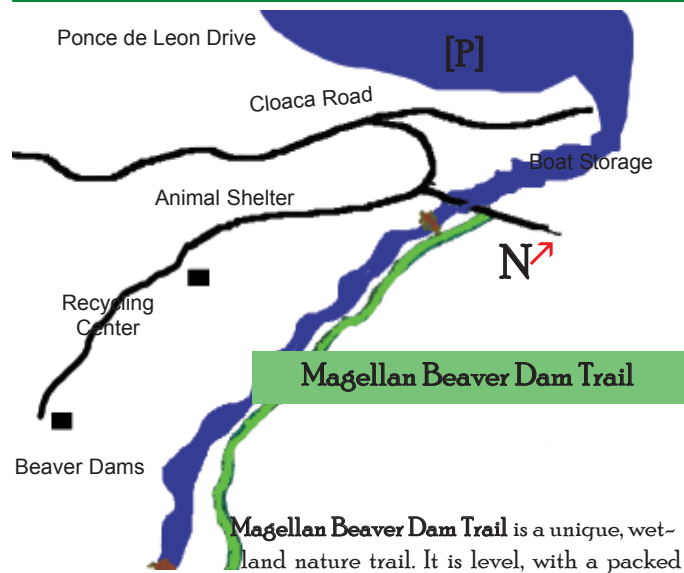 Ponce de Leon Drive
[P]
Cloaca Road
Boat Storage
Animal Shelter
N
Recycling
Center
Magellan Beaver Dam Trail
Beaver Dams
Magellan Beaver Dam Trail is a unique, wet-
land nature trail. It is level, with a packed